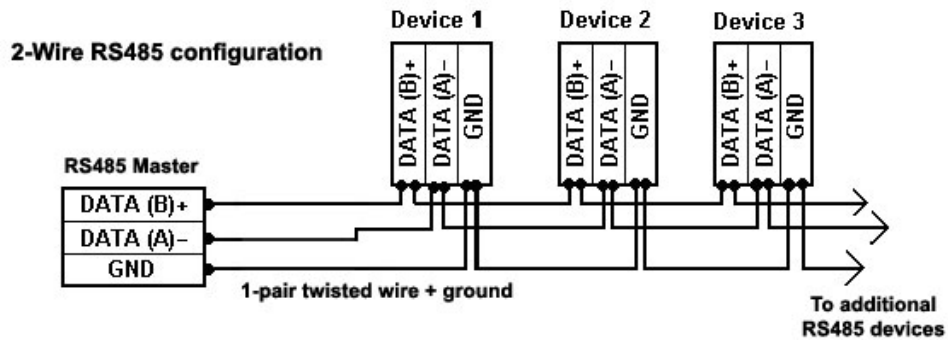 2-Wire RS485 configuration
Device 1
Device 2
Device 3
DATA (B)+
DATA (A)-
GND
DATA (B)+
DATA (A)-
GND
DATA (B)+
DATA (A)-
GND
RS485 Master
DATA (B)+
DATA (A)-
GND
1-pair twisted wire + ground
To additional
RS485 devices